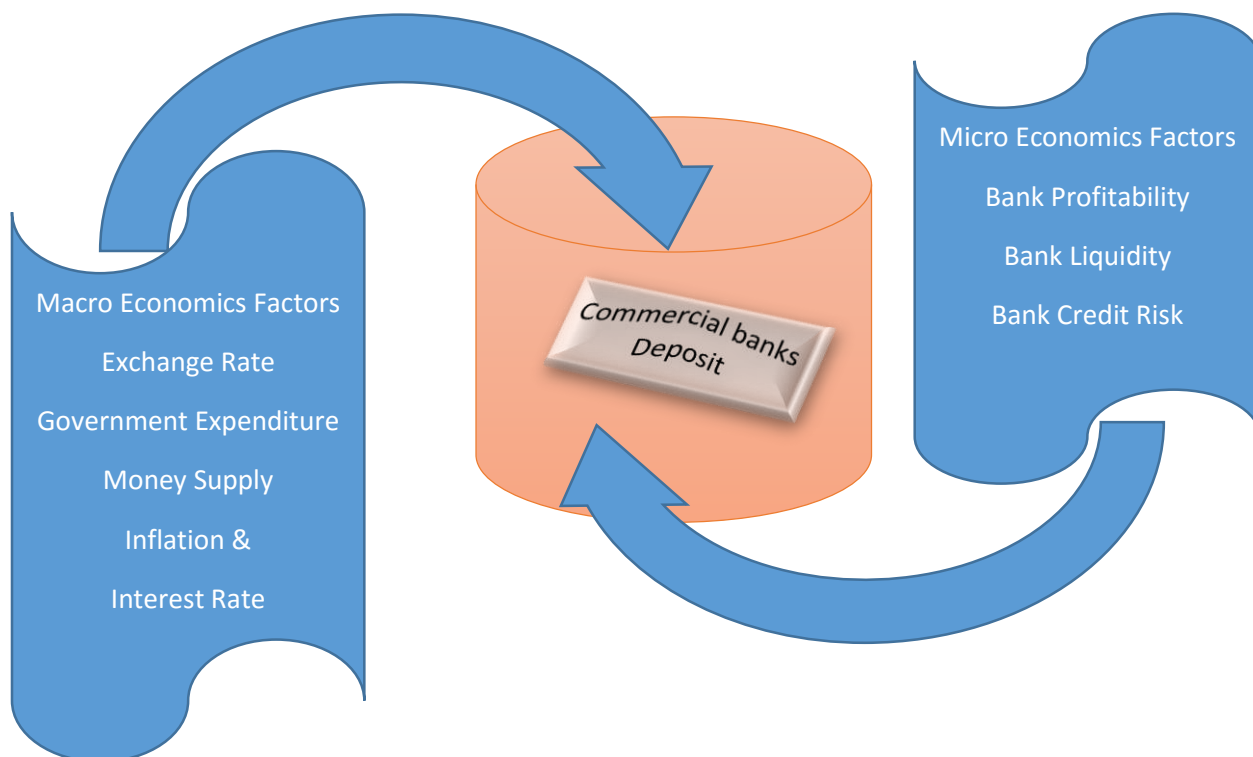 Macro Economics Factors
Exchange Rate
Government Expenditure
Money Supply
Inflation &
Interest Rate
Commercial banks
Deposit
Micro Economics Factors
Bank Profitability
Bank Liquidity
Bank Credit Risk